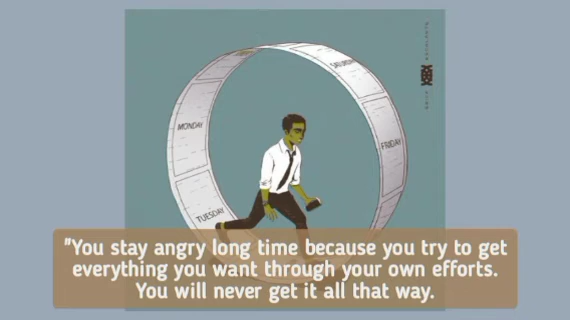 SATURDAY
MONDAY
FRIDAY
TUESDAY
"You stay angry long time because you try to get
everything you want through your own efforts.
You will never get it all that way.